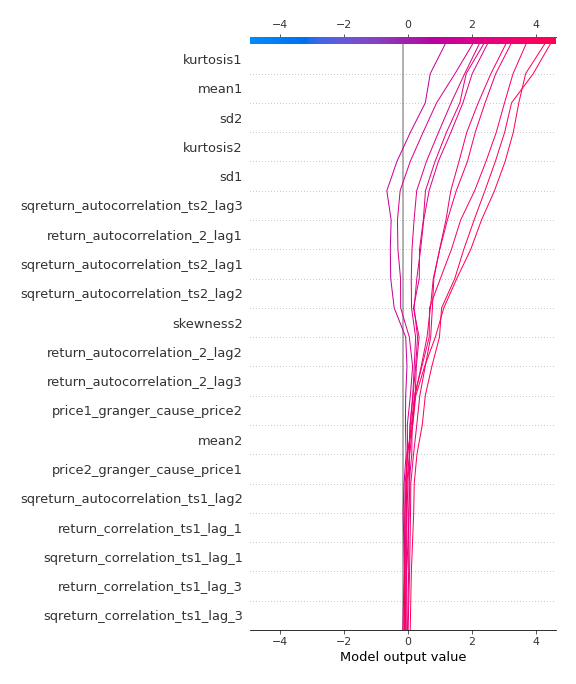 −4 −2 0 2 4
kurtosis1
mean1
sd2
kurtosis2
sd1
sqreturn_autocorrelation_ts2_lag3
return_autocorrelation_2_lag1
sqreturn_autocorrelation_ts2_lag1
sqreturn_autocorrelation_ts2_lag2
skewness2
return_autocorrelation_2_lag2
return_autocorrelation_2_lag3
price1_granger_cause_price2
mean2
price2_granger_cause_price1
sqreturn_autocorrelation_ts1_lag2
return_correlation_ts1_lag_1
sqreturn_correlation_ts1_lag_1
return_correlation_ts1_lag_3
sqreturn_correlation_ts1_lag_3
−4 −2 0 2 4
Model output value